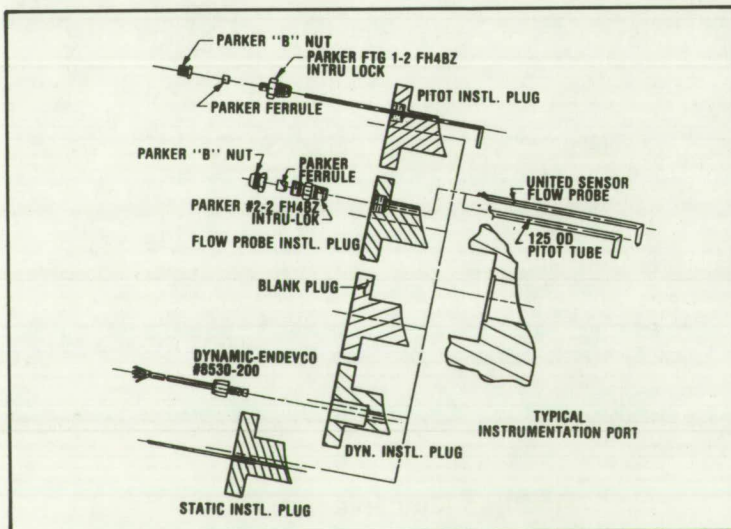 PARKER "B" NUT
PARKER FTG 1-2 FH4BZ
INTRU LOCK
PARKER FERRULE
PITOT INSTL. PLUG
PARKER "B" NUT
PARKER
FERRULE
PARKER #2-2 FH4BZ
INTRU-LOK
FLOW PROBE INSTL. PLUG
UNITED SENSOR
FLOW PROBE
125 OD
PITOT TUBE
BLANK PLUG
DYNAMIC-ENDEVCO
#8530-200
DYN. INSTL. PLUG
TYPICAL
INSTRUMENTATION PORT
STATIC INSTL. PLUG